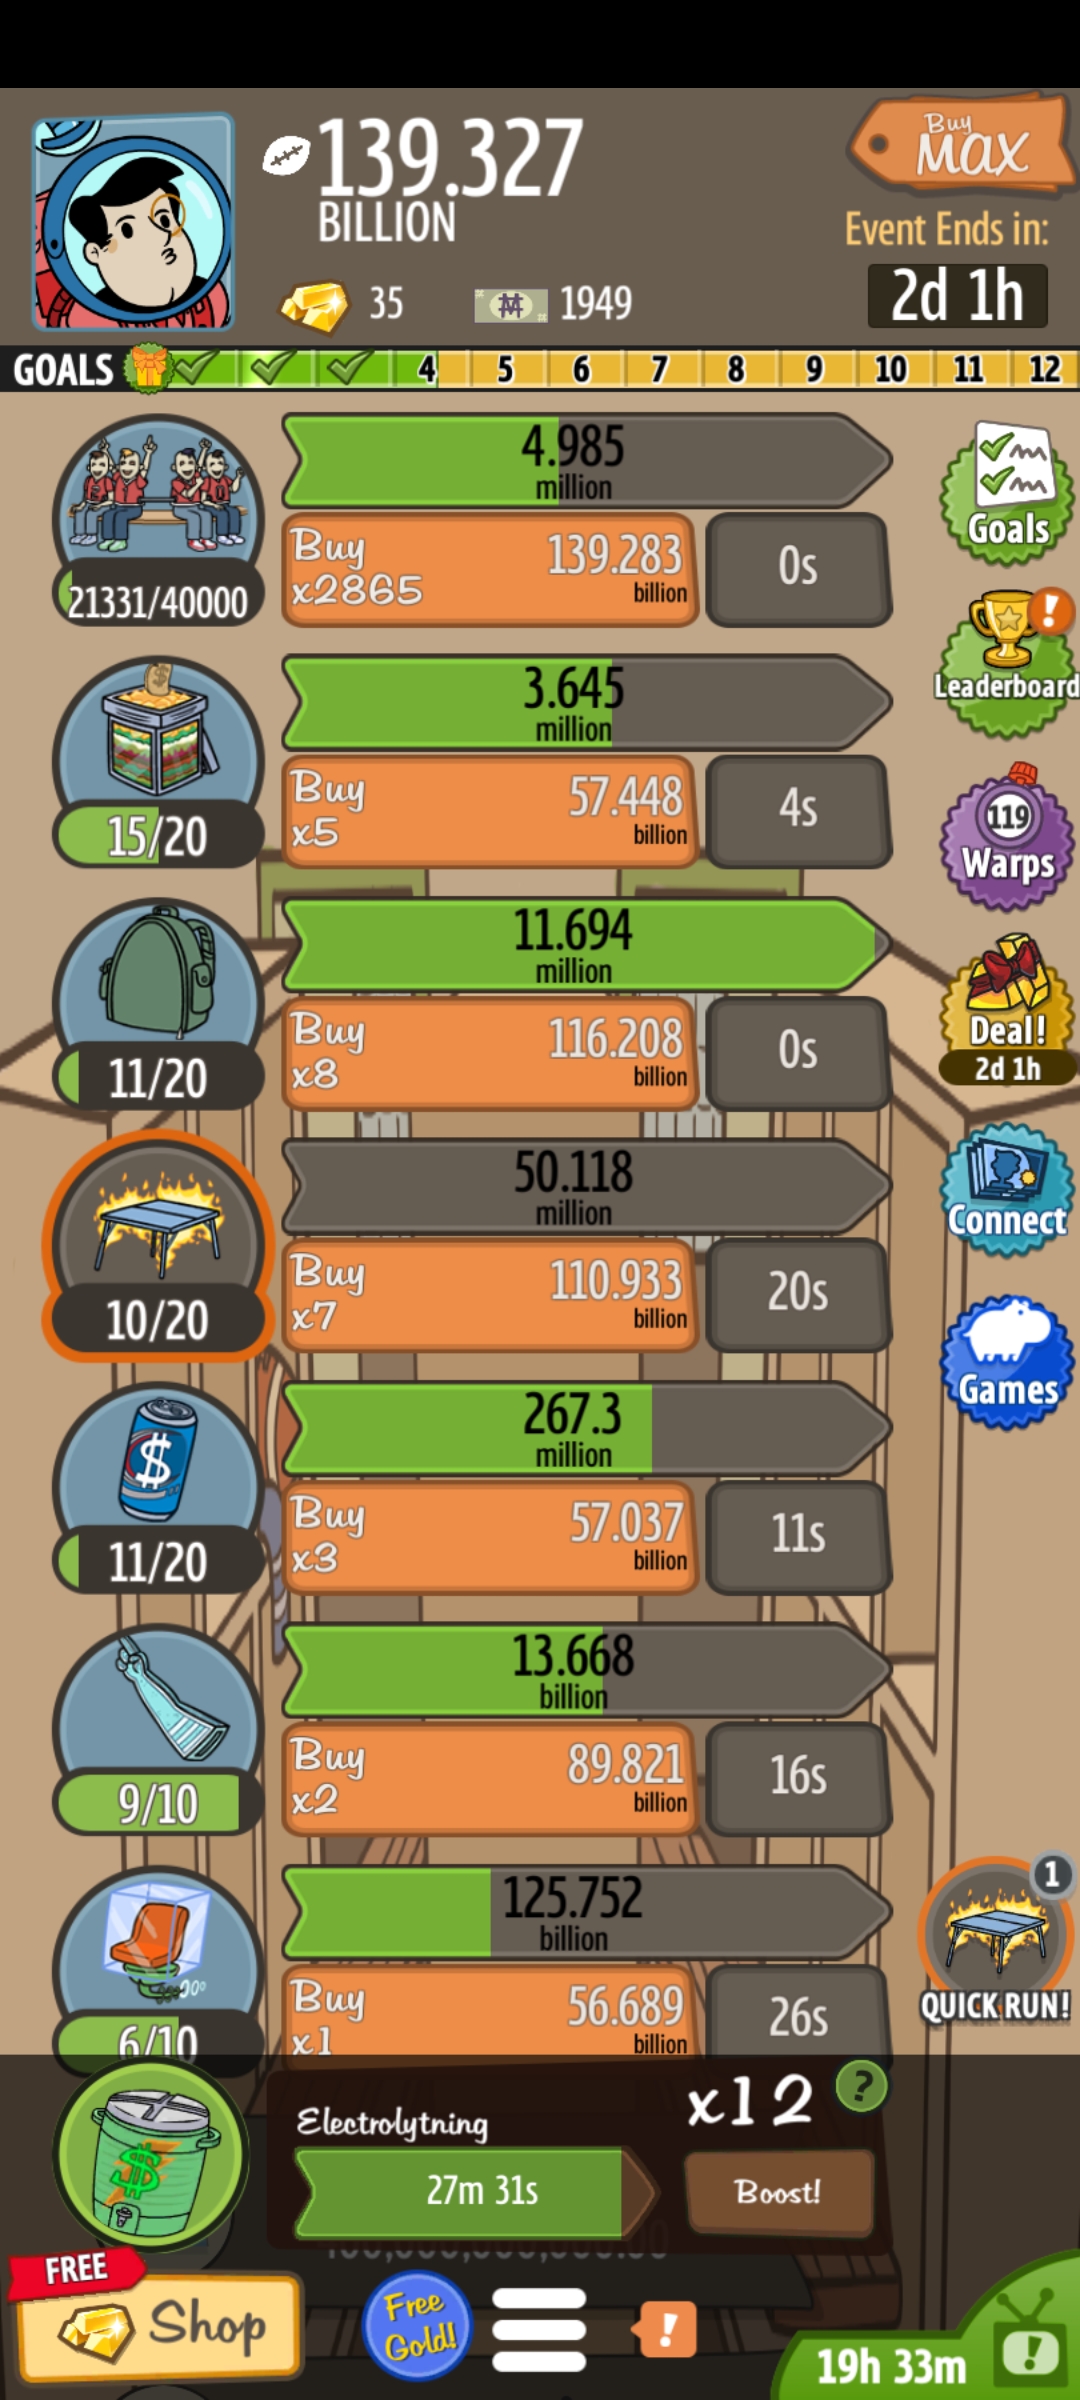 139.327
BILLION
Buy
MAX
Event Ends in:
2d 1h
35
1949
GOALS
4
5
6
7
8
9
10
11
12
4.985
million
Buy
x2865
139.283
billion
0s
21331/40000
Goals
3.645
million
Buy
x5
57.448
billion
4s
15/20
Leaderboard
11.694
million
Buy
x8
116.208
billion
0s
11/20
119
Warps
Deal!
2d 1h
50.118
million
Buy
x7
110.933
billion
20s
10/20
Connect
267.3
million
Buy
x3
57.037
billion
11s
11/20
Games
13.668
billion
Buy
x2
89.821
billion
16s
9/10
125.752
billion
Buy
x1
56.689
billion
26s
6/10
1
QUICK RUN!
Electrolytning
x12
?
27m 31s
Boost!
FREE
Shop
Free
Gold!
!
19h 33m
!